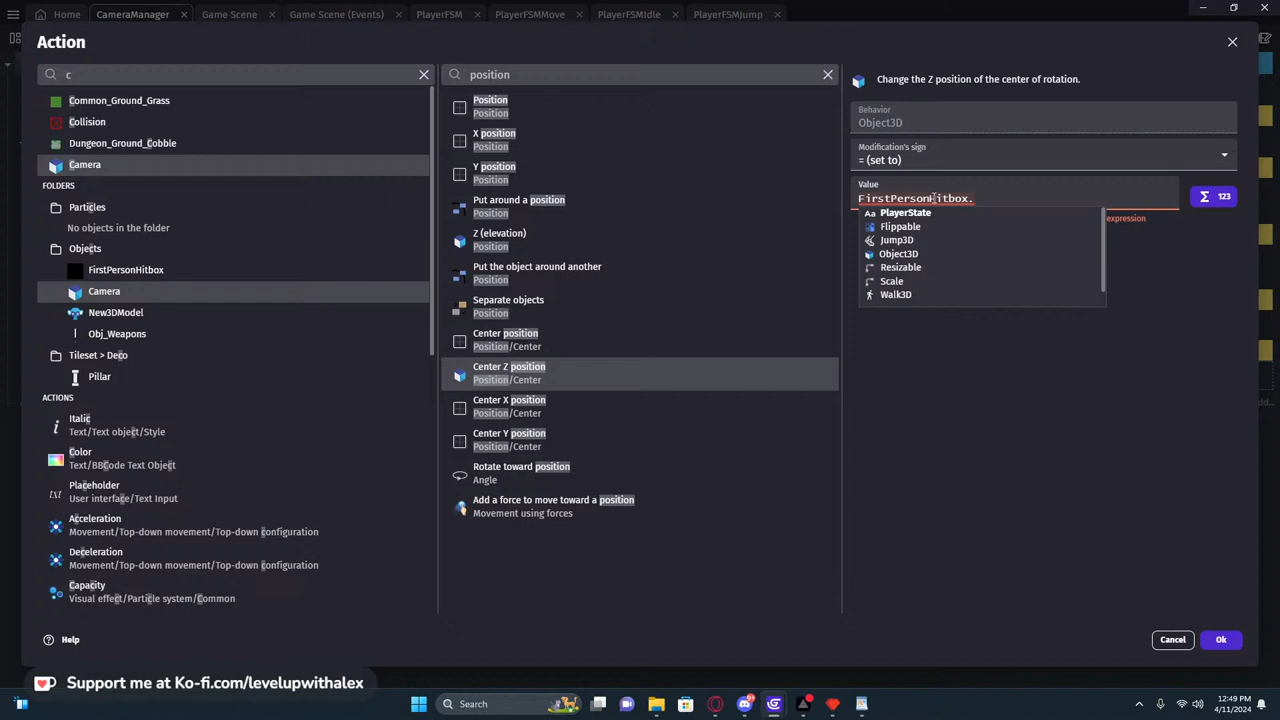 Home
CameraManager
Game Scene
Game Scene (Events)
PlayerFSM
PlayerFSMMove
PlayerFSMIdle
PlayerFSMJump
Action
c
Common_Ground_Grass
Collision
Dungeon_Ground_Cobble
Camera
FOLDERS
Particles
No objects in the folder
Objects
FirstPersonHitbox
Camera
New3DModel
Obj_Weapons
Tileset > Deco
Pillar
ACTIONS
Italic
Text/Text object/Style
Color
Text/BBCode Text Object
Placeholder
User interface/Text Input
Acceleration
Movement/Top-down movement/Top-down configuration
Deceleration
Movement/Top-down movement/Top-down configuration
Capacity
Visual effect/Particle system/Common
Help
position
Position
Position
X position
Position
Y position
Position
Put around a position
Position
Z (elevation)
Position
Put the object around another
Position
Separate objects
Position
Center position
Position/Center
Center Z position
Position/Center
Center X position
Position/Center
Center Y position
Position/Center
Rotate toward position
Angle
Add a force to move toward a position
Movement using forces
Change the Z position of the center of rotation.
Behavior
Object3D
Modification's sign
= (set to)
Value
FirstPersonHitbox.
Σ 123
expression
Aa PlayerState
Flippable
Jump3D
Object3D
Resizable
Scale
Walk3D
Cancel
Ok
Support me at Ko-fi.com/levelupwithalex
Search
12:49 PM
4/11/2024